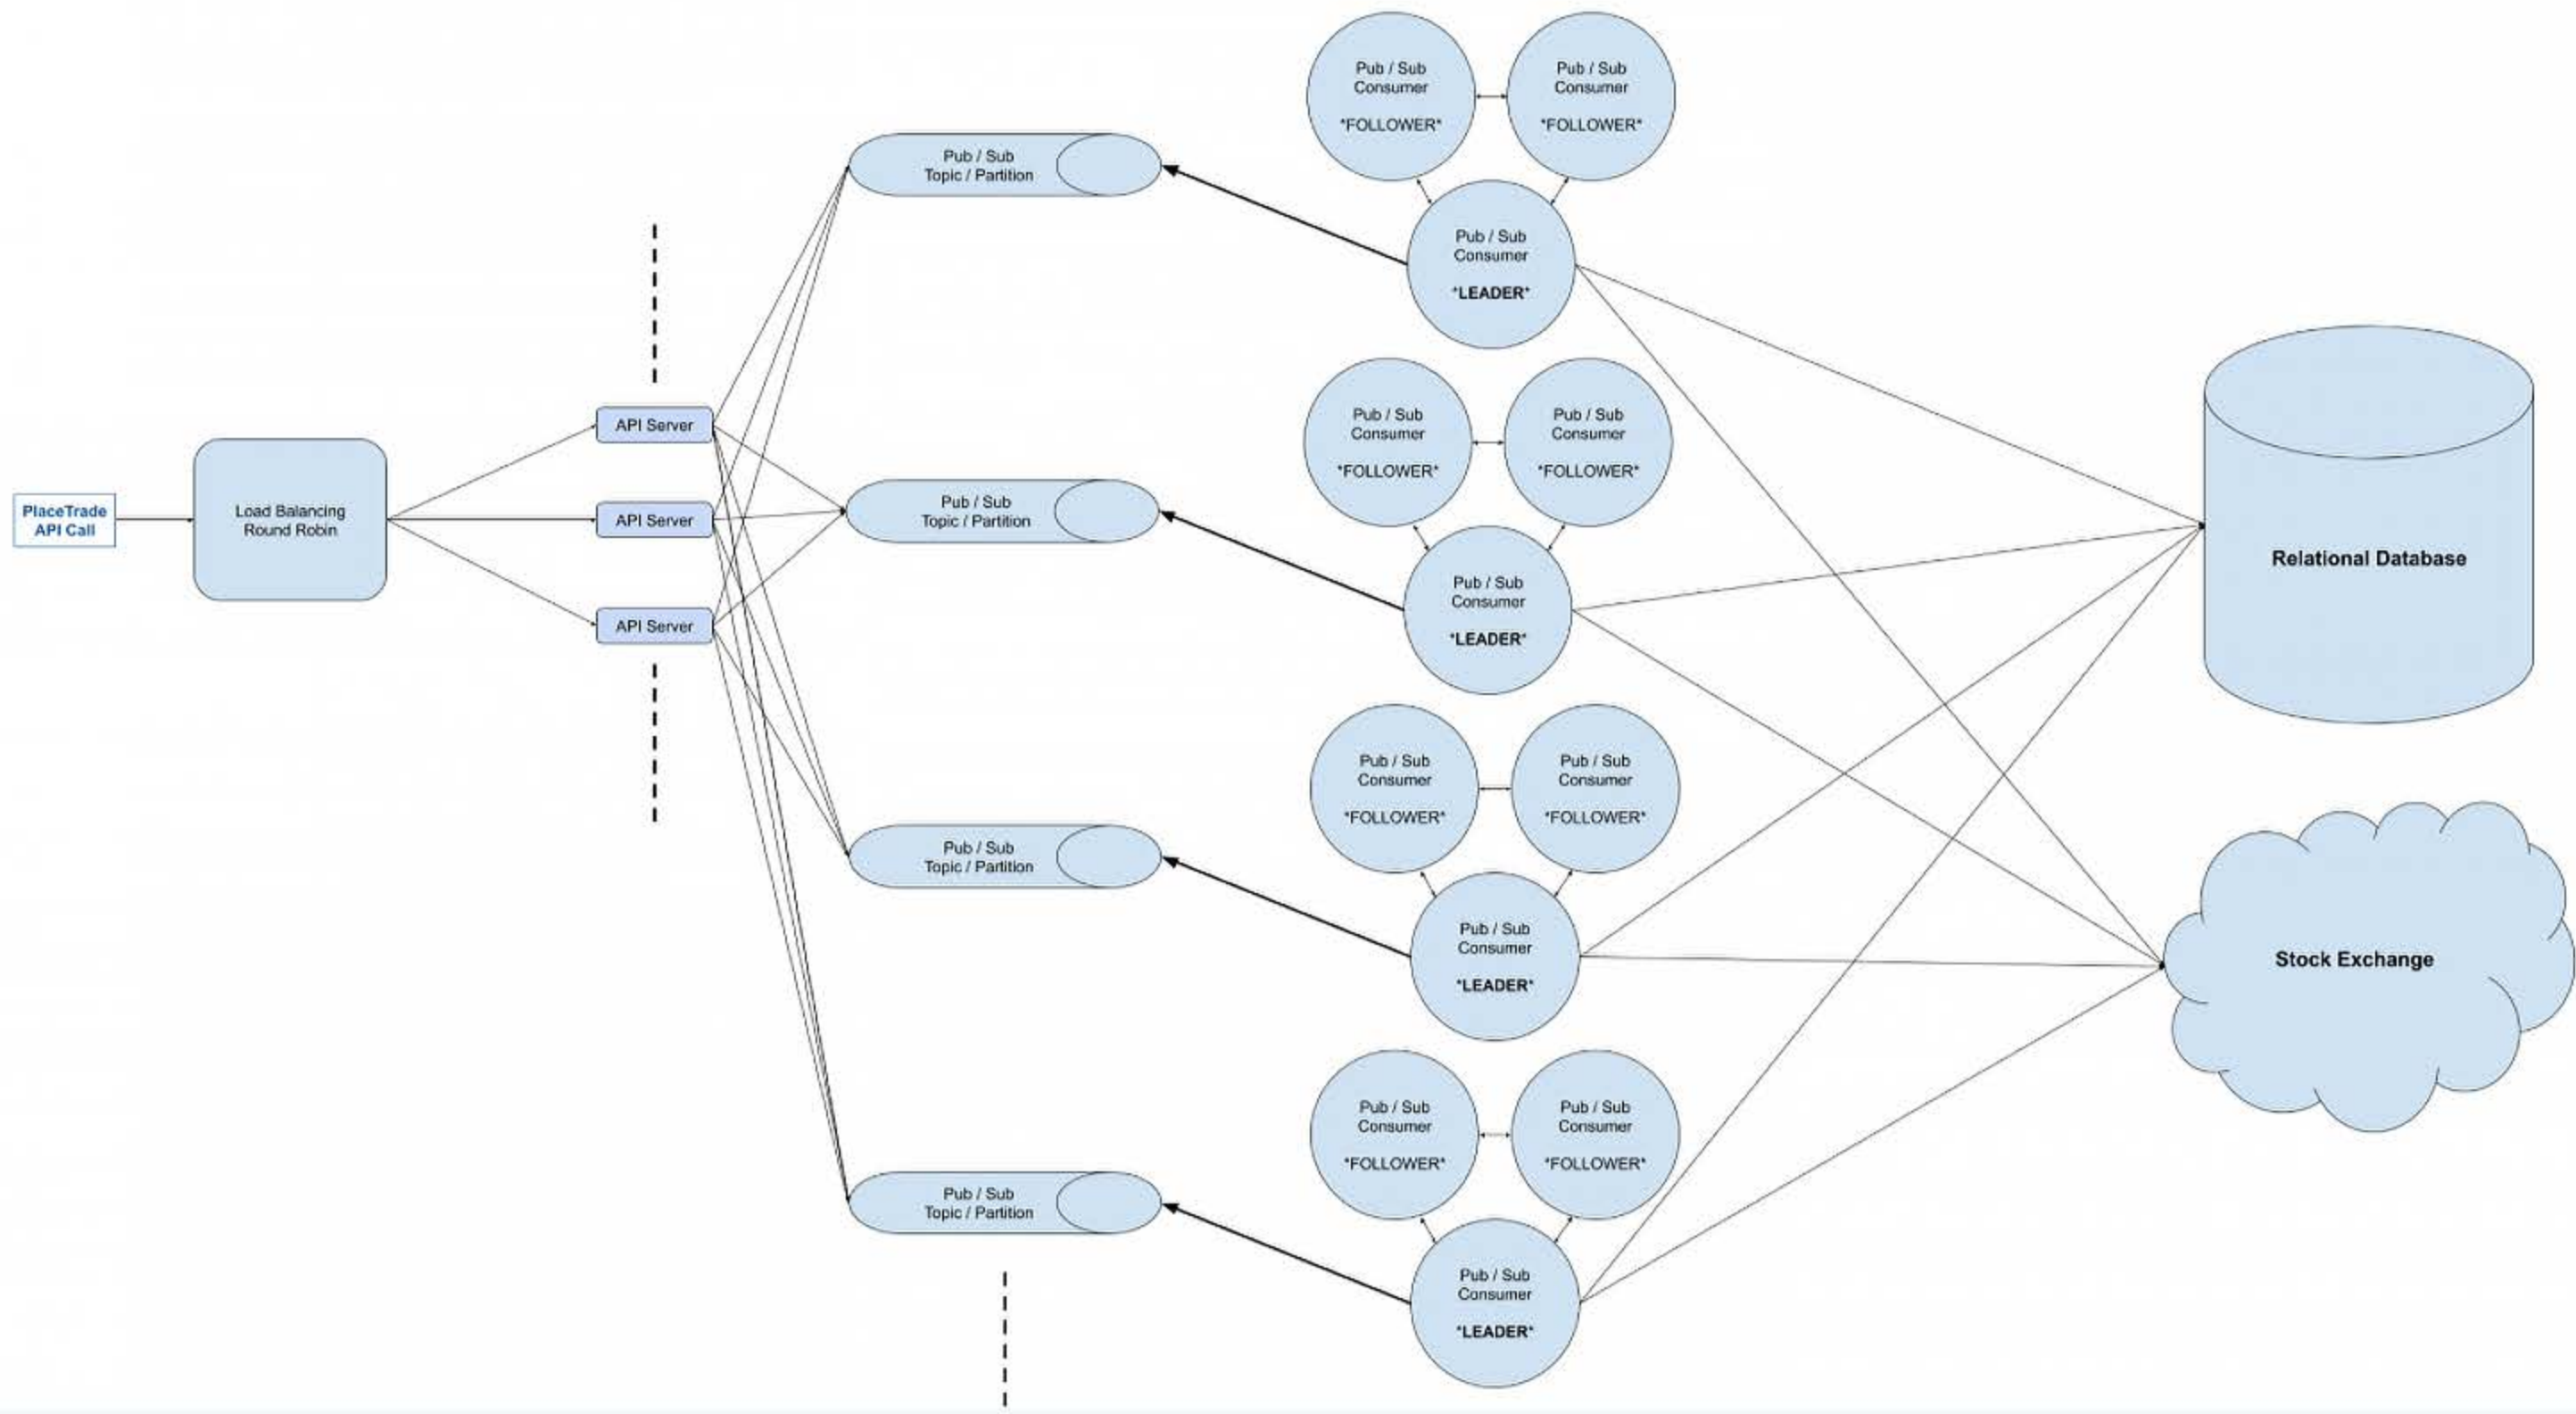 PlaceTrade
API Call
Load Balancing
Round Robin
API Server
API Server
API Server
Pub / Sub
Topic / Partition
Pub / Sub
Topic / Partition
Pub / Sub
Topic / Partition
Pub / Sub
Topic / Partition
Pub / Sub
Consumer
*FOLLOWER*
Pub / Sub
Consumer
*FOLLOWER*
Pub / Sub
Consumer
*LEADER*
Pub / Sub
Consumer
*FOLLOWER*
Pub / Sub
Consumer
*FOLLOWER*
Pub / Sub
Consumer
*LEADER*
Pub / Sub
Consumer
*FOLLOWER*
Pub / Sub
Consumer
*FOLLOWER*
Pub / Sub
Consumer
*LEADER*
Pub / Sub
Consumer
*FOLLOWER*
Pub / Sub
Consumer
*FOLLOWER*
Pub / Sub
Consumer
*LEADER*
Relational Database
Stock Exchange